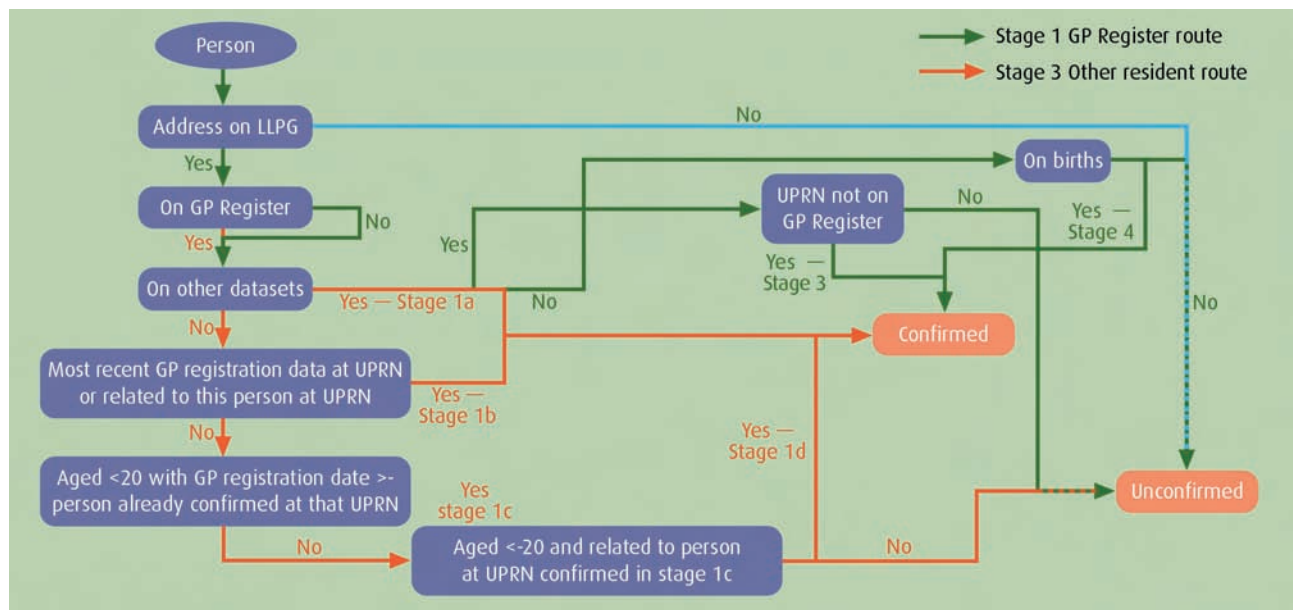 Person
Stage 1 GP Register route
Stage 3 Other resident route
Address on LLPG
No
Yes
On births
On GP Register
No
UPRN not on
GP Register
No
Yes —
Stage 4
Yes
Yes
Yes —
Stage 3
On other datasets
Yes — Stage 1a
No
No
No
Confirmed
Most recent GP registration data at UPRN
or related to this person at UPRN
Yes —
Stage 1b
No
Yes —
Stage 1d
Aged <20 with GP registration date >-
person already confirmed at that UPRN
Yes
stage 1c
Unconfirmed
No
Aged <-20 and related to person
at UPRN confirmed in stage 1c
No